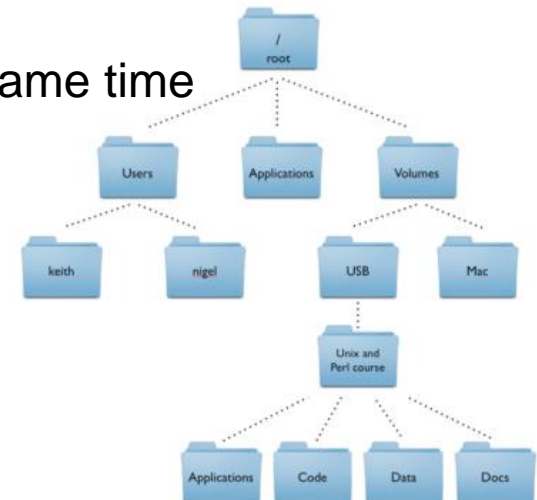 /
root
ame time
Users
Applications
Volumes
keith
nigel
USB
Mac
Unix and
Perl course
Applications
Code
Data
Docs